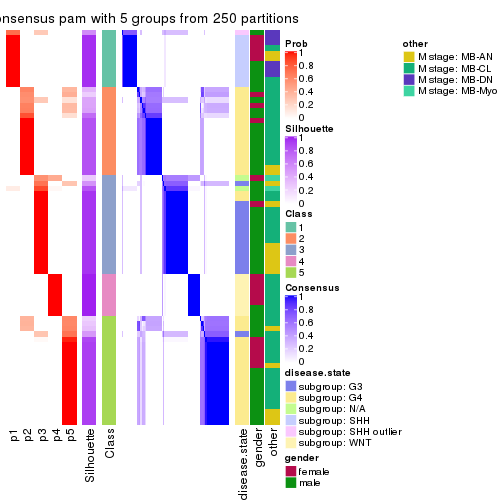 onsensus pam with 5 groups from 250 partitions
Prob
1
0.8
0.6
0.4
0.2
0
Silhouette
1
0.8
0.6
0.4
0.2
0
Class
1
2
3
4
5
Consensus
1
0.8
0.6
0.4
0.2
0
disease.state
subgroup: G3
subgroup: G4
subgroup: N/A
subgroup: SHH
subgroup: SHH outlier
subgroup: WNT
gender
female
male
other
M stage: MB-AN
M stage: MB-CL
M stage: MB-DN
M stage: MB-Myo
p1
p2
p3
p4
p5
Silhouette
Class
disease.state
gender
other